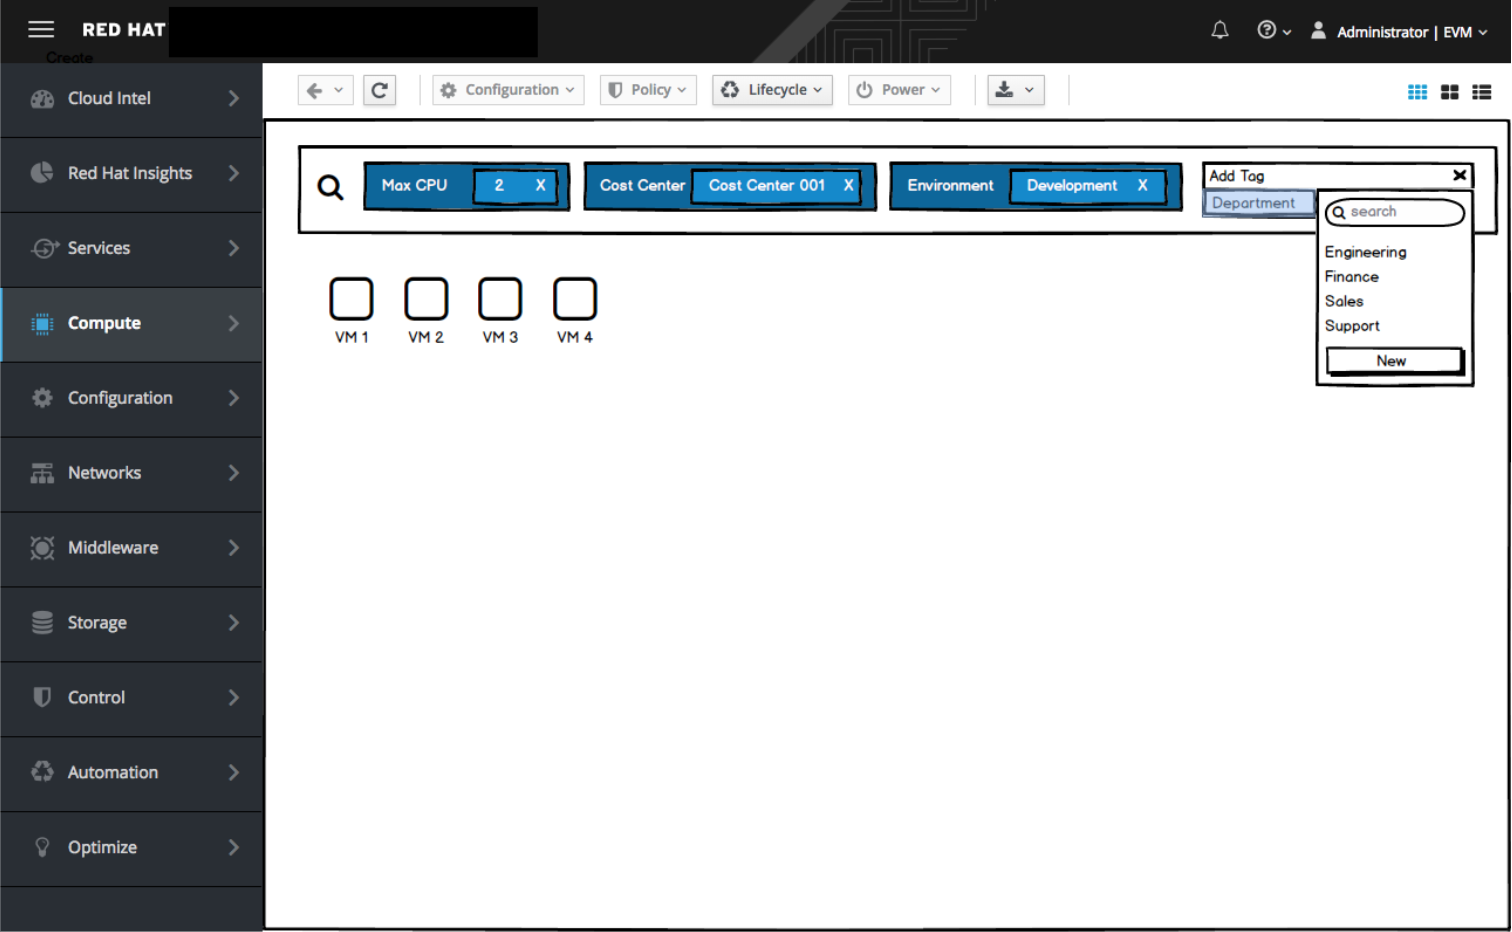 RED HAT
Administrator | EVM
Create
Cloud Intel
Red Hat Insights
Services
Compute
Configuration
Networks
Middleware
Storage
Control
Automation
Optimize
Configuration
Policy
Lifecycle
Power
Max CPU 2 X
Cost Center Cost Center 001 X
Environment Development X
Add Tag
Department
search
Engineering
Finance
Sales
Support
New
VM 1
VM 2
VM 3
VM 4